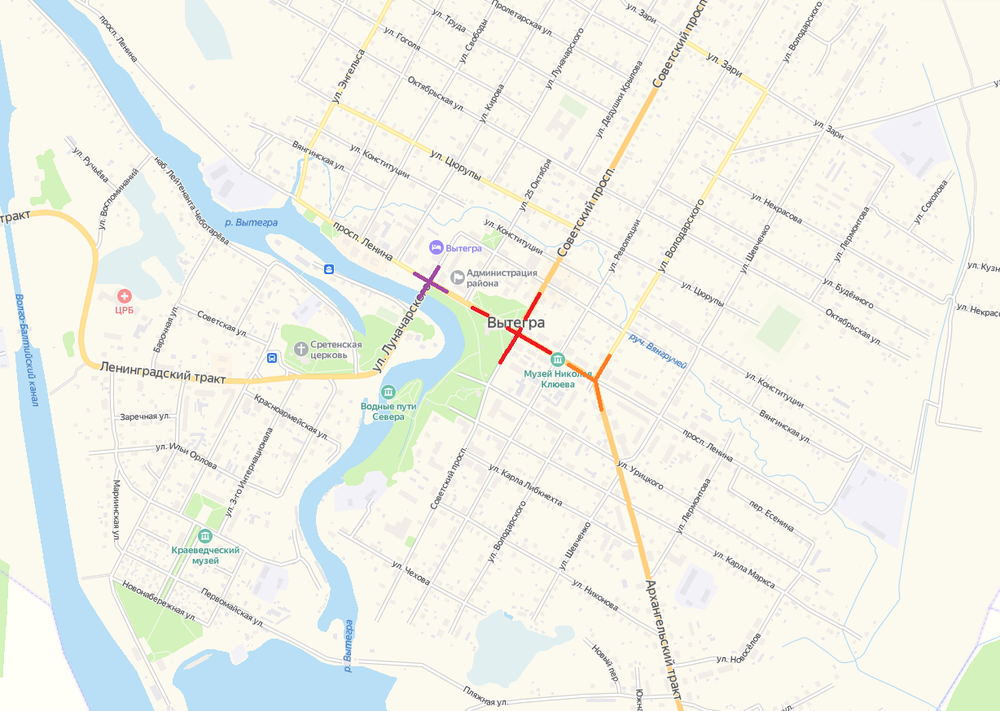 просп. Ленина
ул. Труда
Пролетарская ул.
ул. Зари
Советский просп.
ул. Володарского
ул. Гоголя
ул. Свободы
ул. Луначарского
ул. Зари
ул. Энгельса
Октябрьская ул.
ул. Кирова
ул. Дедушки Крылова
ул. Зари
Вянгинская ул.
ул. Конституции
ул. Цюрупы
ул. Ручьёва
ул. Воспоминаний
наб. Лейтенанта Чеботарёва
ул. 25 Октября
Советский просп.
ул. Некрасова
ул. Соколова
тракт
р. Вытегра
просп. Ленина
ул. Конституции
ул. Революции
ул. Володарского
ул. Шевченко
ул. Лермонтова
Вытегра
Администрация
района
ул. Цюрупы
ул. Будённого
ул. Кузн
ул. Некрасо
Октябрьская ул.
ЦРБ
Волго-Балтийский канал
Барочная ул.
Советская ул.
Сретенская
церковь
ул. Луначарского
Вытегра
руч. Вянгручей
Ленинградский тракт
Музей Николая
Клюева
ул. Конституции
Водные пути
Севера
Красноармейская ул.
Заречная ул.
Вянгинская ул.
просп. Ленина
ул. Ильи Орлова
ул. 3-го Интернационала
Советский просп.
ул. Карла Либкнехта
ул. Урицкого
Мариинская ул.
ул. Лермонтова
пер. Есенина
Краеведческий
музей
ул. Володарского
ул. Шевченко
ул. Чехова
ул. Никонова
ул. Карла Маркса
Новонабережная ул.
Первомайская ул.
Архангельский тракт
р. Вытегра
Новый пер.
ул. Новосёлов
Пляжная ул.
Южна